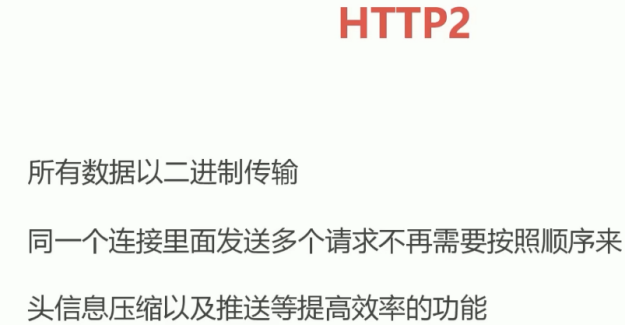 HTTP2
所有数据以二进制传输
同一个连接里面发送多个请求不再需要按照顺序来
头信息压缩以及推送等提高效率的功能